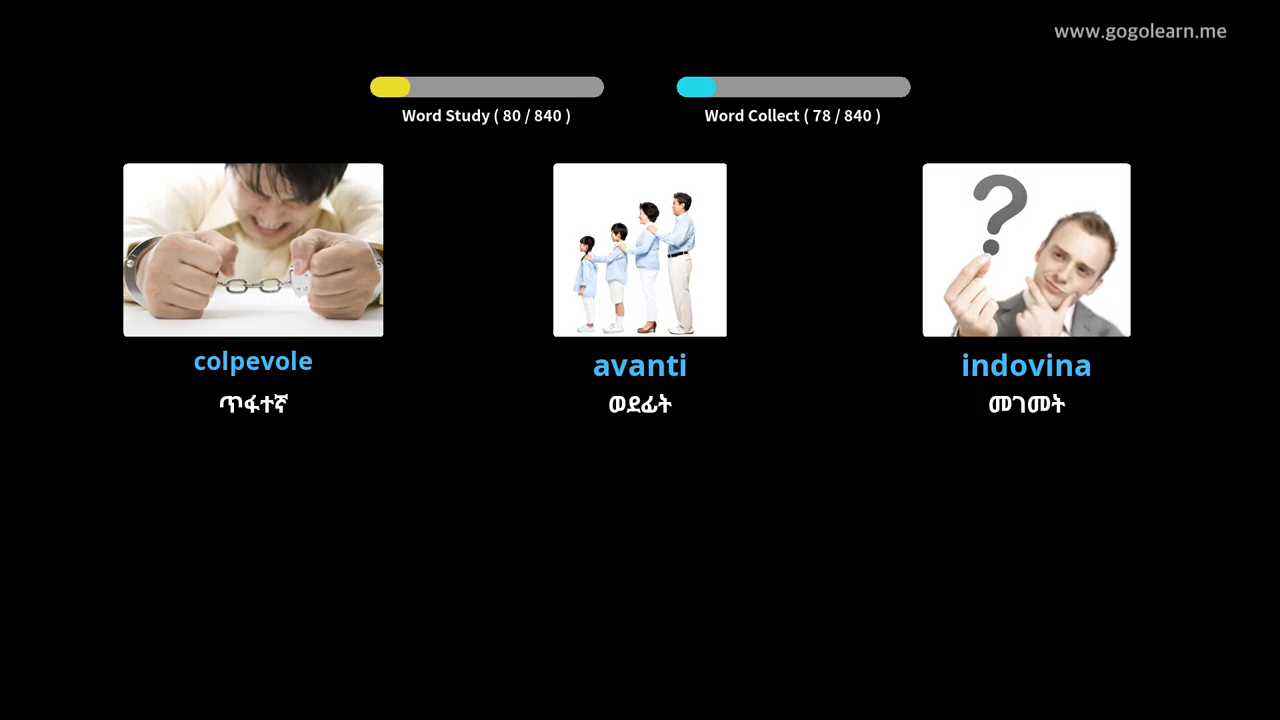 www.gogolearn.me
Word Study ( 80 / 840 )
Word Collect ( 78 / 840 )
colpevole
avanti
indovina
ጥፋተኛ
ወደፊት
መገመት